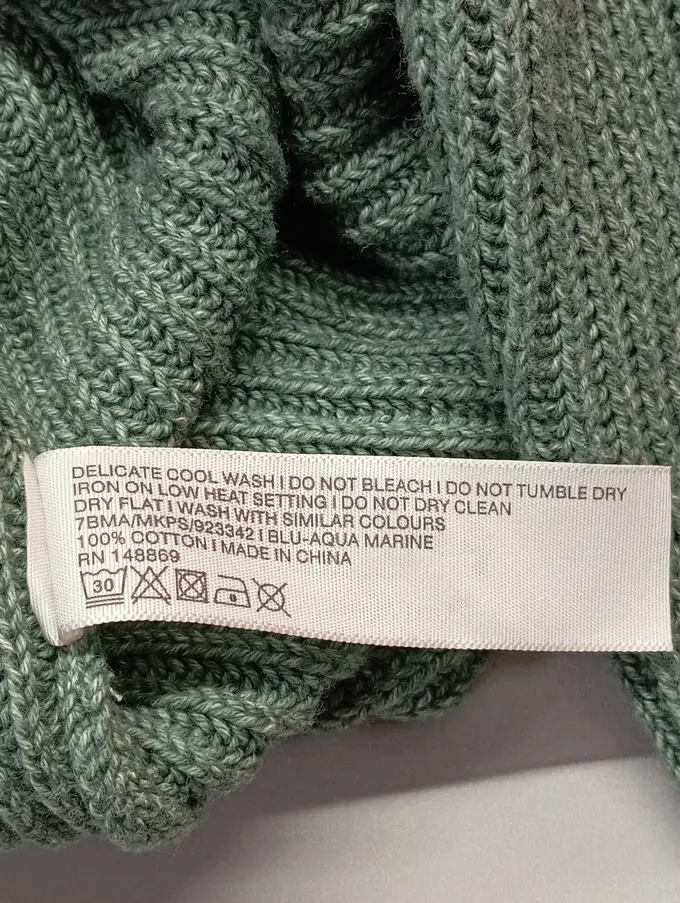 DELICATE COOL WASH | DO NOT BLEACH | DO NOT TUMBLE DRY
IRON ON LOW HEAT SETTING | DO NOT DRY CLEAN
DRY FLAT | WASH WITH SIMILAR COLOURS
7BMA/MKPS/923342 | BLU-AQUA MARINE
100% COTTON | MADE IN CHINA
RN 148869
30